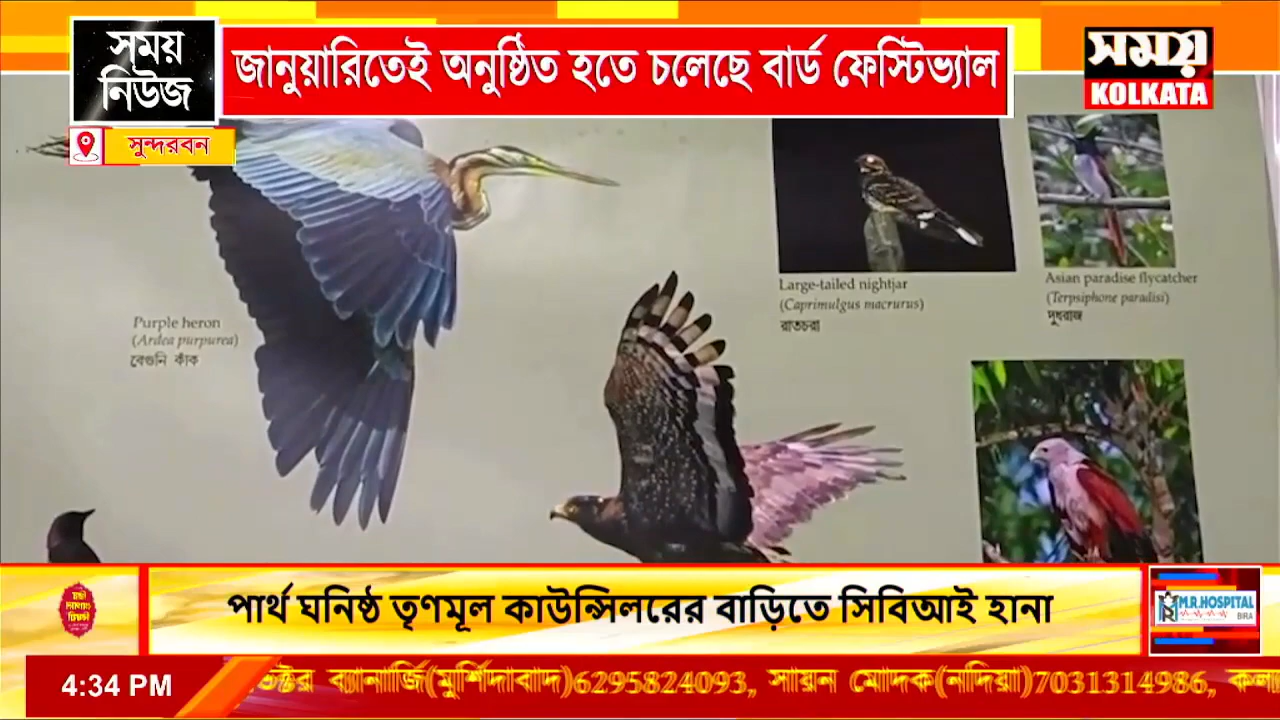 সময়
নিউজ
জানুয়ারিতেই অনুষ্ঠিত হতে চলেছে বার্ড ফেস্টিভ্যাল
সময়
KOLKATA
সুন্দরবন
Large-tailed nightjar
(Caprimulgus macrurus)
রাতচরা
Asian paradise flycatcher
(Terpsiphone paradisi)
দুধরাজ
Purple heron
(Ardea purpurea)
বেগুনি কাঁক
পার্থ ঘনিষ্ঠ তৃণমূল কাউন্সিলরের বাড়িতে সিবিআই হানা
M.R.HOSPITAL
BIRA
4:34 PM
ব্যানার্জি(মুর্শিদাবাদ)6295824093, সায়ন মোদক(নদিয়া)7031314986,